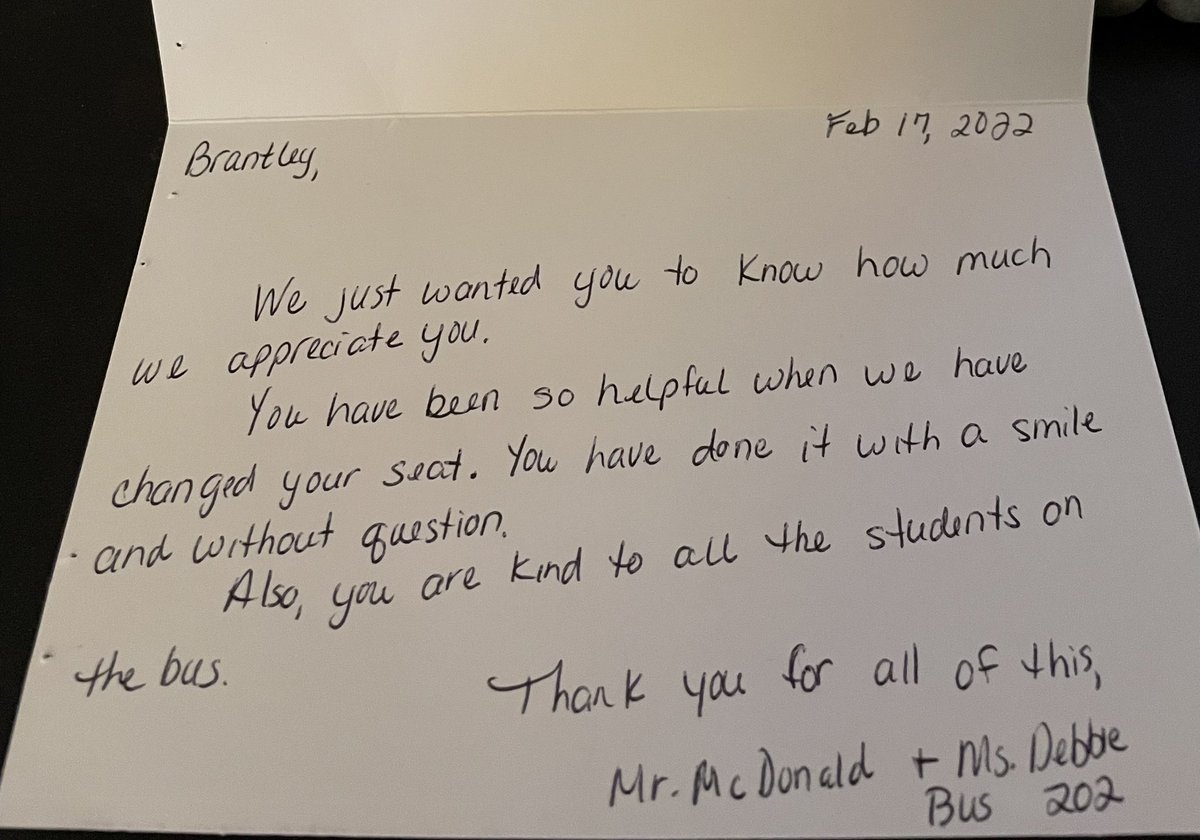 Feb 17, 2022
Brantley,
We just wanted you to know how much
we appreciate you.
You have been so helpful when we have
changed your seat. You have done it with a smile
and without question.
Also, you are kind to all the students on
the bus.
Thank you for all of this,
Mr. McDonald + Ms. Debbie
Bus 202